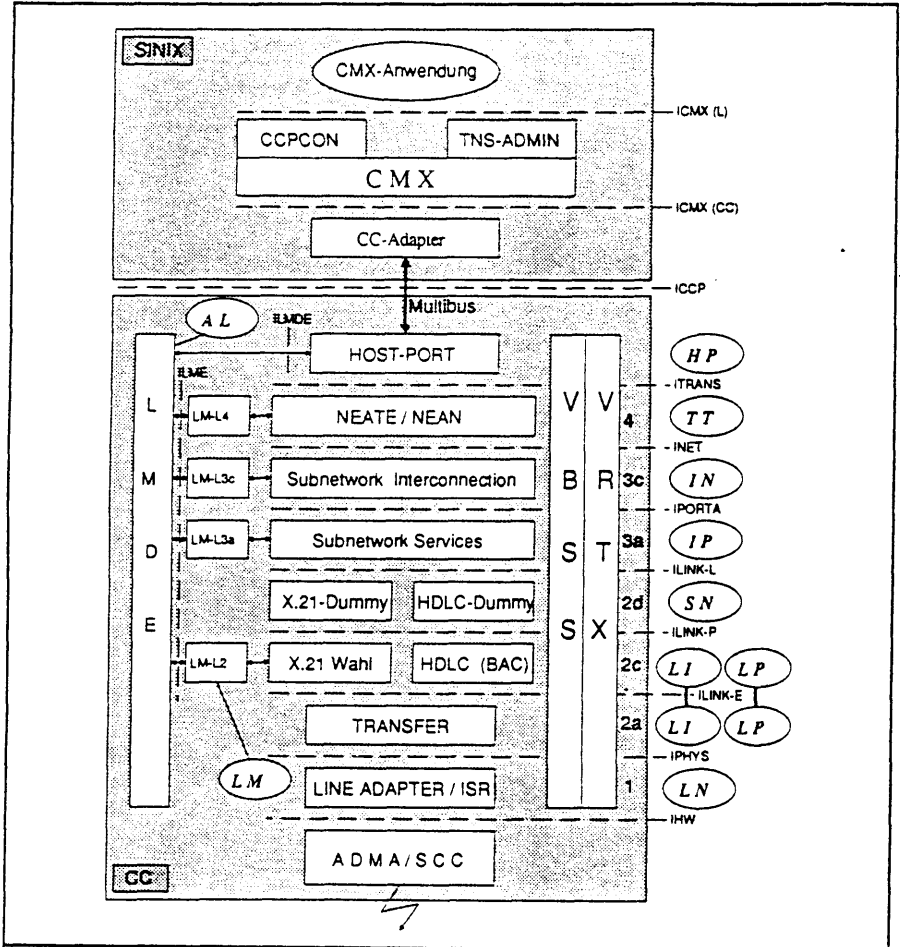 SINIX
CMX-Anwendung
ICMX (L)
CCPCON
TNS-ADMIN
CMX
ICMX (CC)
CC-Adapter
ICCP
Multibus
AL
ILMDE
HOST-PORT
HP
ILME
ITRANS
LM-L4
NEATE / NEAN
4
TT
INET
LM-L3c
Subnetwork Interconnection
3c
IN
IPORTA
LM-L3a
Subnetwork Services
3a
IP
ILINK-L
X.21-Dummy
HDLC-Dummy
2d
SN
ILINK-P
LM-L2
X.21 Wahl
HDLC (BAC)
2c
LI
LP
ILINK-E
TRANSFER
2a
LI
LP
IPHYS
LM
LINE ADAPTER / ISR
1
LN
IHW
ADMA/SCC
CC
L
M
D
E
V
B
S
S
V
R
T
X